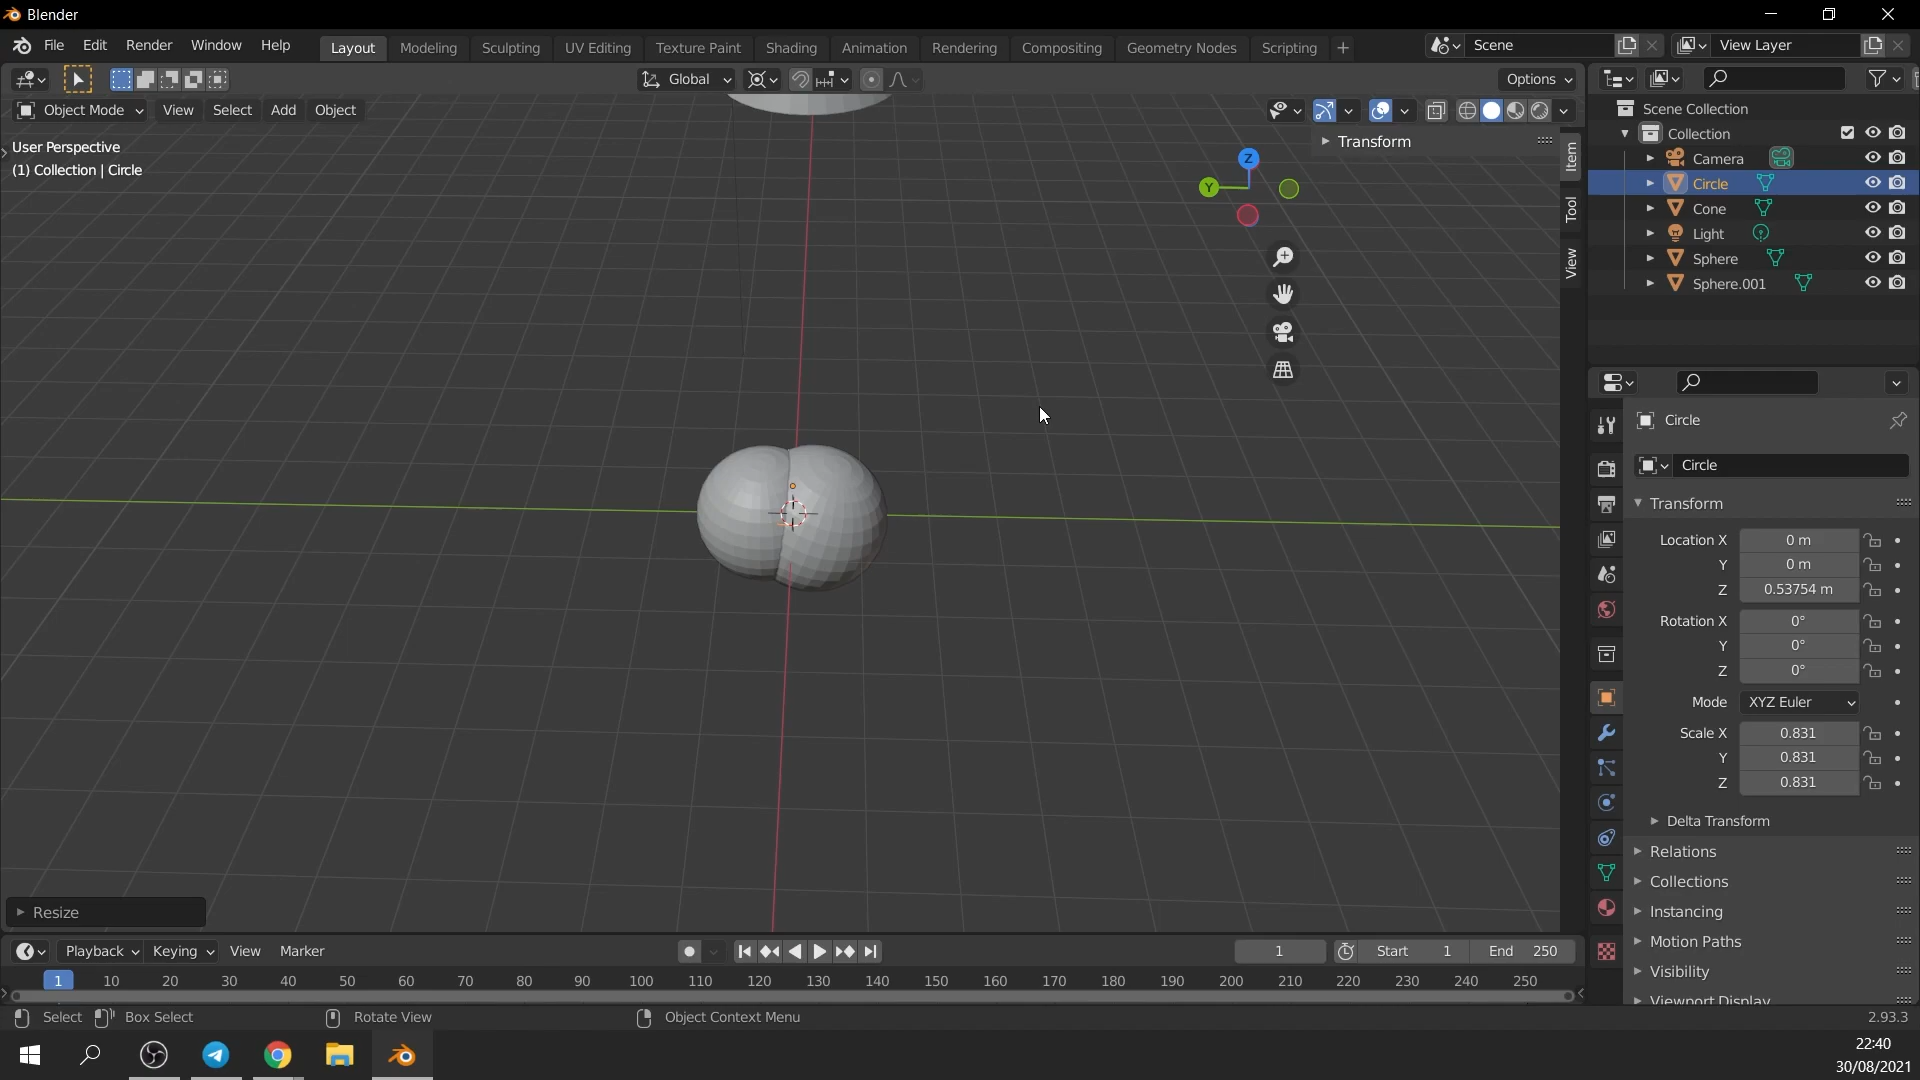 Blender
File Edit Render Window Help Layout Modeling Sculpting UV Editing Texture Paint Shading Animation Rendering Compositing Geometry Nodes Scripting + Scene View Layer
Global Options
Object Mode View Select Add Object
User Perspective
(1) Collection | Circle
Transform
Item
Tool
View
Z
Y
Scene Collection
Collection
Camera
Circle
Cone
Light
Sphere
Sphere.001
Circle
Circle
Transform
Location X 0 m
Y 0 m
Z 0.53754 m
Rotation X 0°
Y 0°
Z 0°
Mode XYZ Euler
Scale X 0.831
Y 0.831
Z 0.831
Delta Transform
Relations
Collections
Instancing
Motion Paths
Visibility
Viewport Display
Resize
Playback Keying View Marker 1 Start 1 End 250
1 10 20 30 40 50 60 70 80 90 100 110 120 130 140 150 160 170 180 190 200 210 220 230 240 250
Select Box Select Rotate View Object Context Menu 2.93.3
22:40
30/08/2021